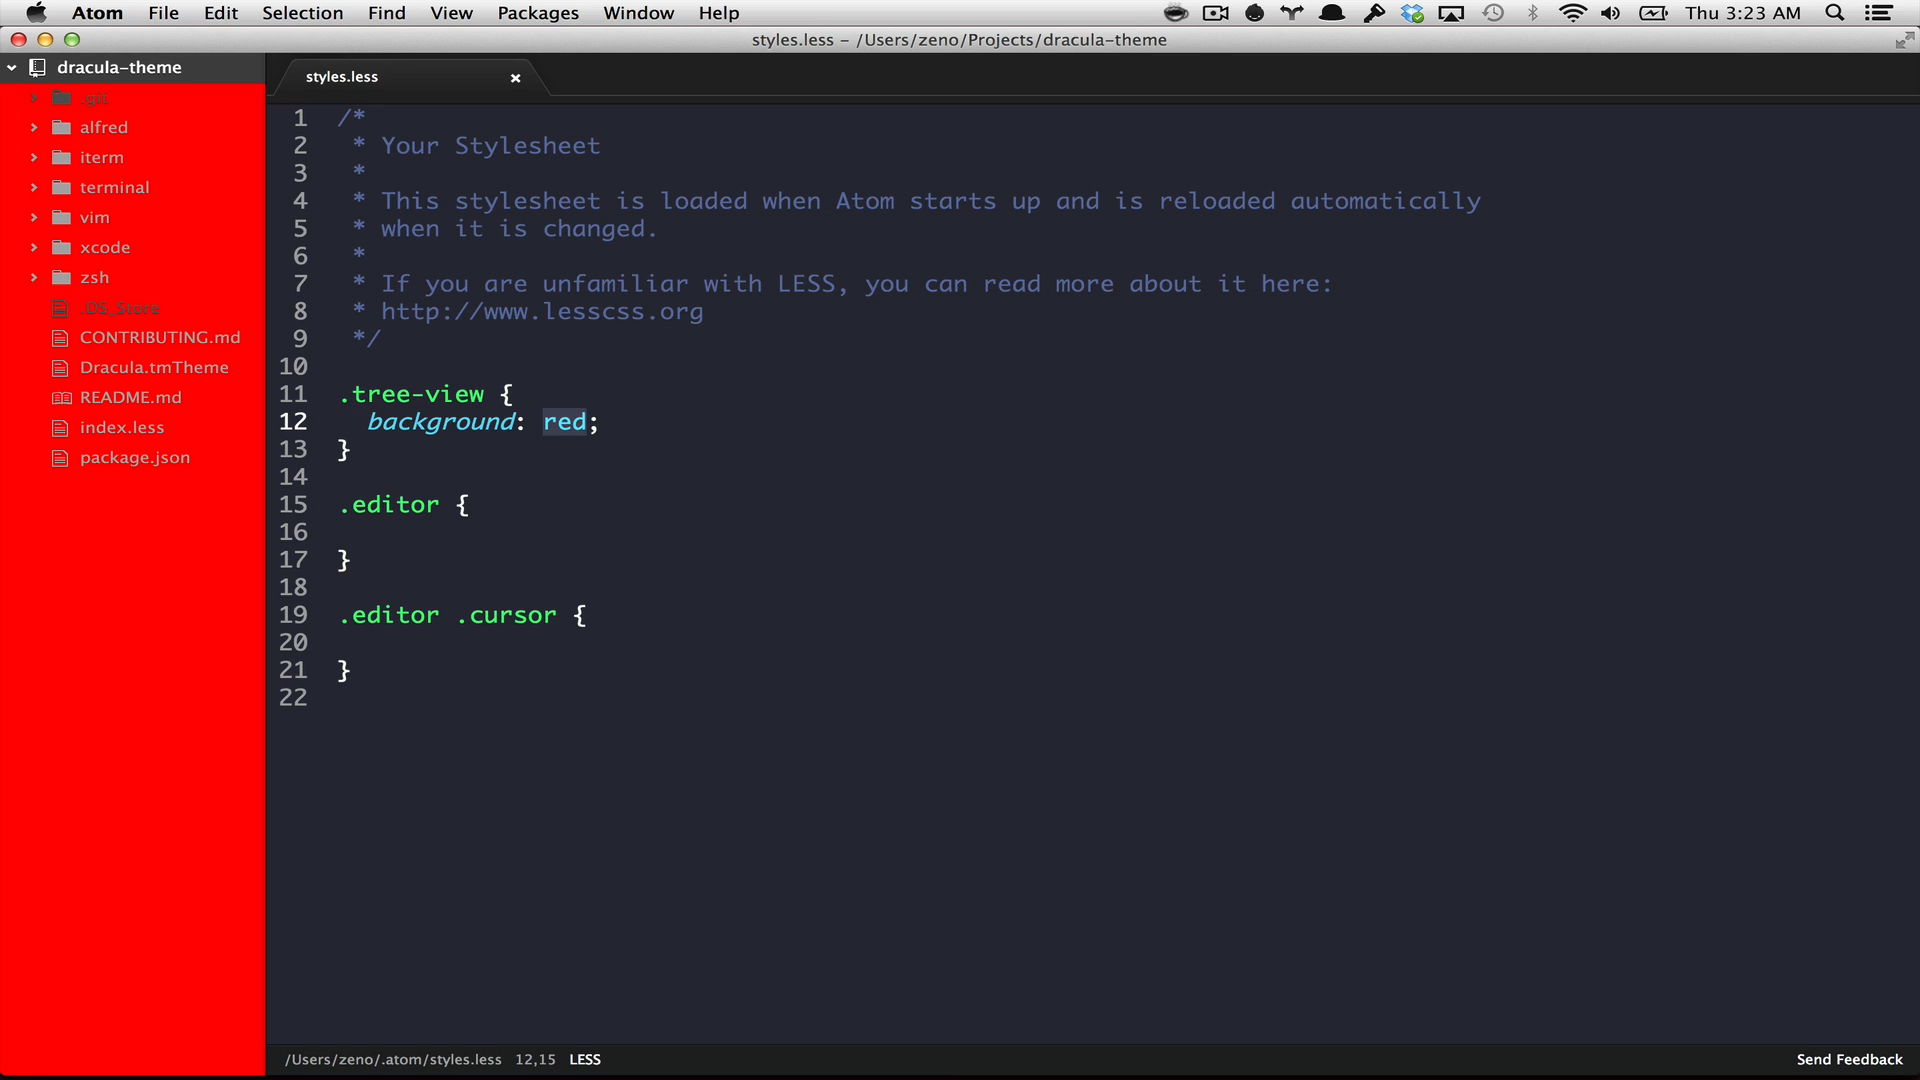 Atom File Edit Selection Find View Packages Window Help Thu 3:23 AM
styles.less – /Users/zeno/Projects/dracula-theme
dracula-theme
.git
alfred
iterm
terminal
vim
xcode
zsh
.DS_Store
CONTRIBUTING.md
Dracula.tmTheme
README.md
index.less
package.json
styles.less
1 /*
2  * Your Stylesheet
3  *
4  * This stylesheet is loaded when Atom starts up and is reloaded automatically
5  * when it is changed.
6  *
7  * If you are unfamiliar with LESS, you can read more about it here:
8  * http://www.lesscss.org
9  */
10
11 .tree-view {
12   background: red;
13 }
14
15 .editor {
16
17 }
18
19 .editor .cursor {
20
21 }
22
/Users/zeno/.atom/styles.less 12,15 LESS Send Feedback